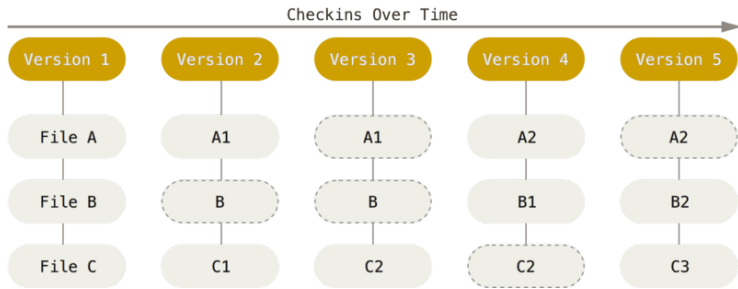 Checkins Over Time
Version 1 Version 2 Version 3 Version 4 Version 5
File A A1 A1 A2 A2
File B B B B1 B2
File C C1 C2 C2 C3